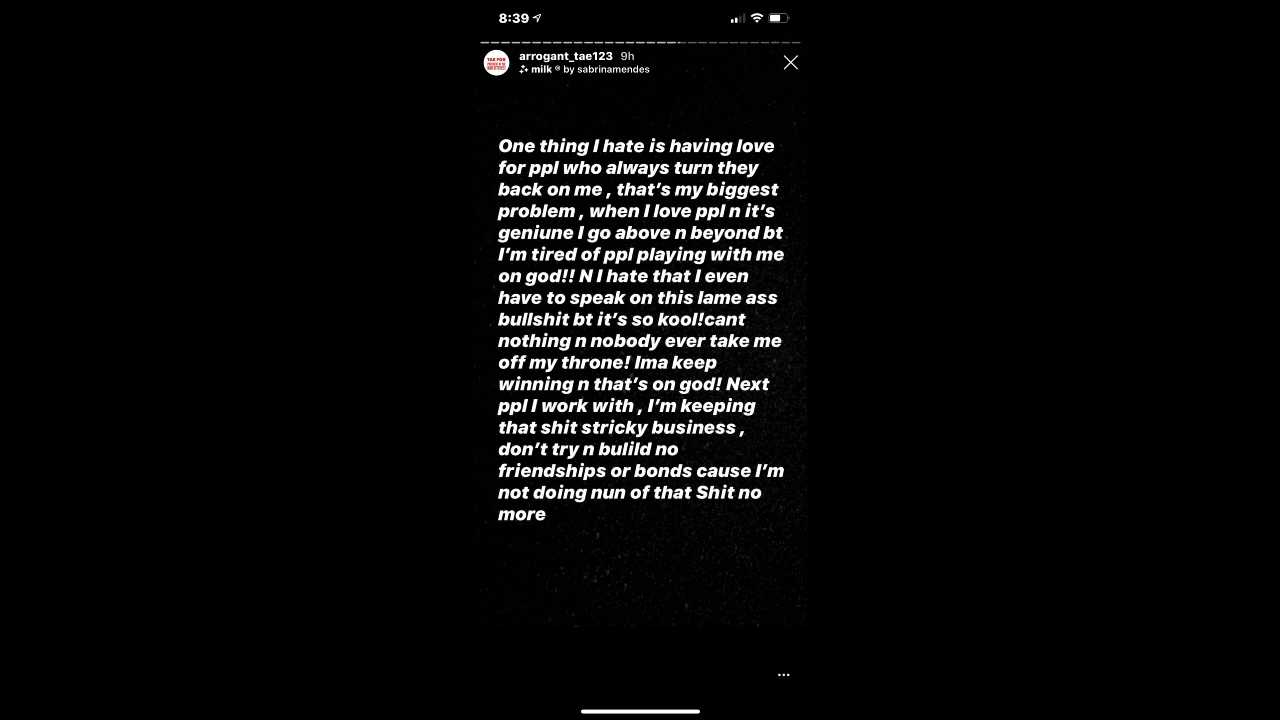 8:39
arrogant_tae123 9h
milk ® by sabrinamendes
One thing I hate is having love
for ppl who always turn they
back on me , that's my biggest
problem , when I love ppl n it's
geniune I go above n beyond bt
I'm tired of ppl playing with me
on god!! N I hate that I even
have to speak on this lame ass
bullshit bt it's so kool!cant
nothing n nobody ever take me
off my throne! Ima keep
winning n that's on god! Next
ppl I work with , I'm keeping
that shit stricky business ,
don't try n bulild no
friendships or bonds cause I'm
not doing nun of that Shit no
more